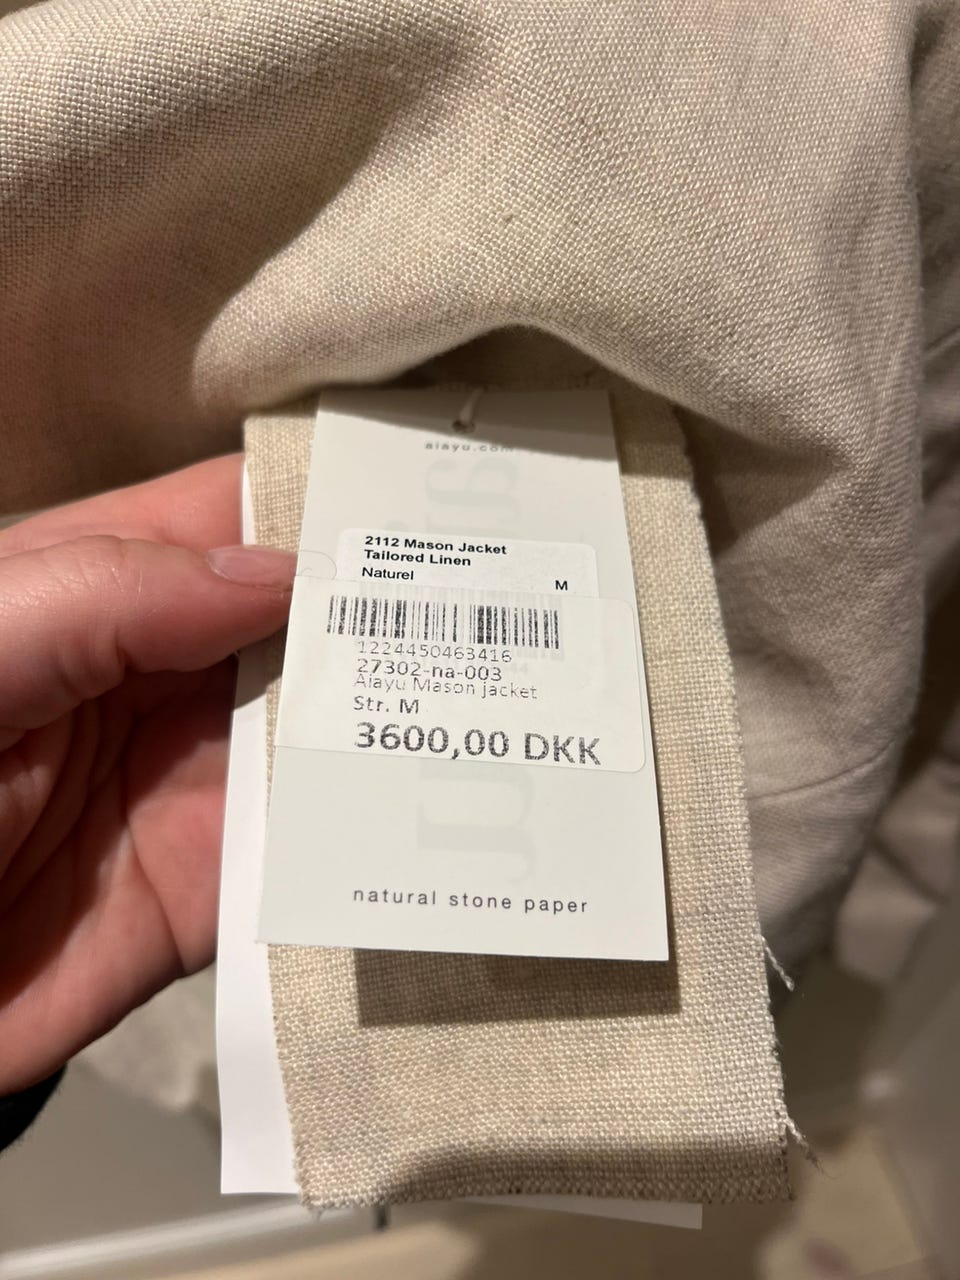 aiayu.com
2112 Mason Jacket
Tailored Linen
Naturel M
1224450463416
27302-na-003
Aiayu Mason jacket
Str. M
3600,00 DKK
natural stone paper